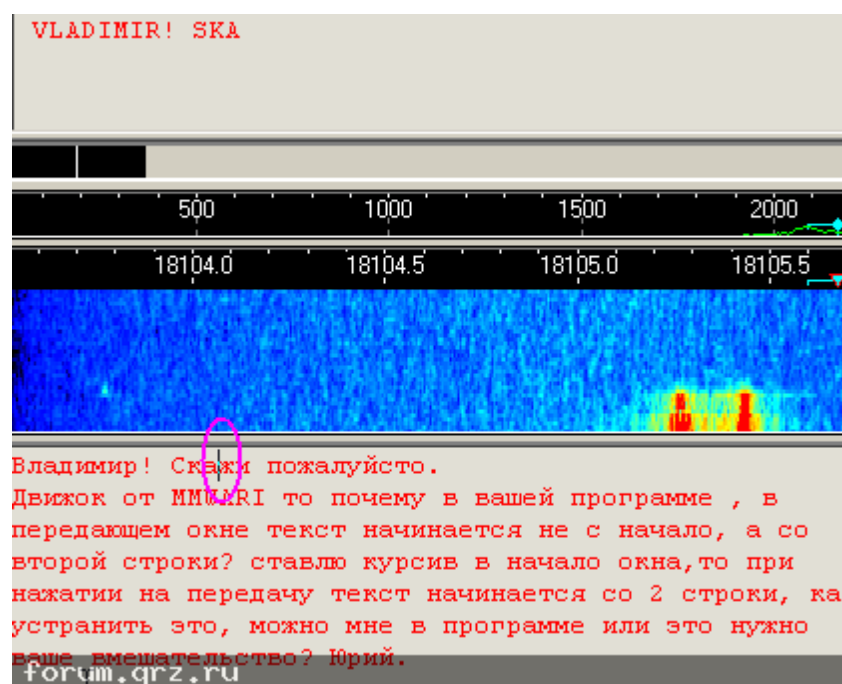 VLADIMIR! SKA
500 1000 1500 2000
18104.0 18104.5 18105.0 18105.5
Владимир! Скажи пожалуйсто.
Движок от MMVARI то почему в вашей программе , в
передающем окне текст начинается не с начало, а со
второй строки? ставлю курсив в начало окна,то при
нажатии на передачу текст начинается со 2 строки, ка
устранить это, можно мне в программе или это нужно
ваше вмешательство? Юрий.
forum.qrz.ru